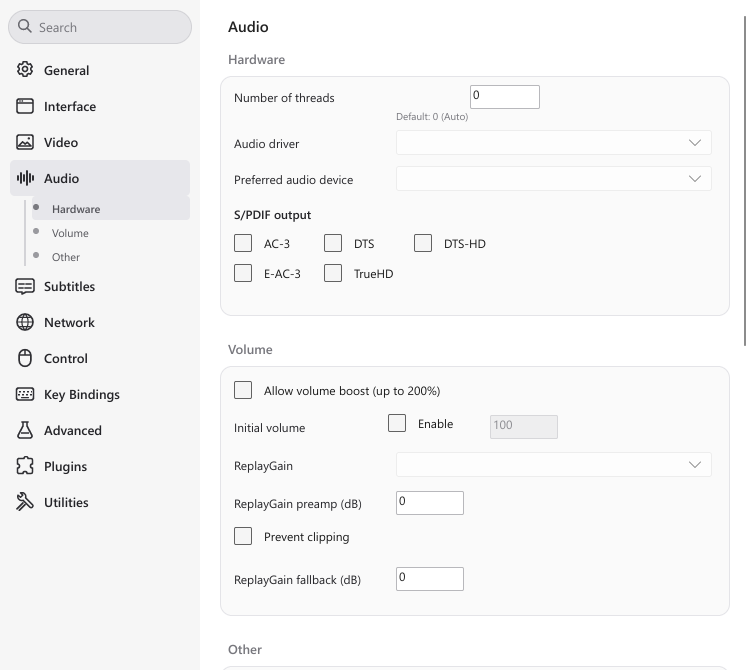 Search
General
Interface
Video
Audio
Hardware
Volume
Other
Subtitles
Network
Control
Key Bindings
Advanced
Plugins
Utilities
Audio
Hardware
Number of threads 0
Default: 0 (Auto)
Audio driver
Preferred audio device
S/PDIF output
AC-3 DTS DTS-HD
E-AC-3 TrueHD
Volume
Allow volume boost (up to 200%)
Initial volume Enable 100
ReplayGain
ReplayGain preamp (dB) 0
Prevent clipping
ReplayGain fallback (dB) 0
Other